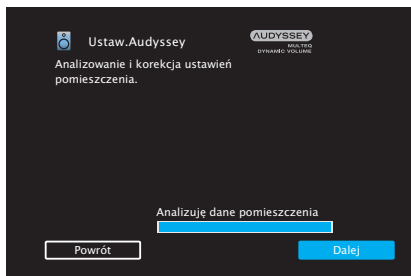 Ustaw.Audyssey
AUDYSSEY
MULTEQ
DYNAMIC VOLUME
Analizowanie i korekcja ustawień
pomieszczenia.
Analizuję dane pomieszczenia
Powrót
Dalej